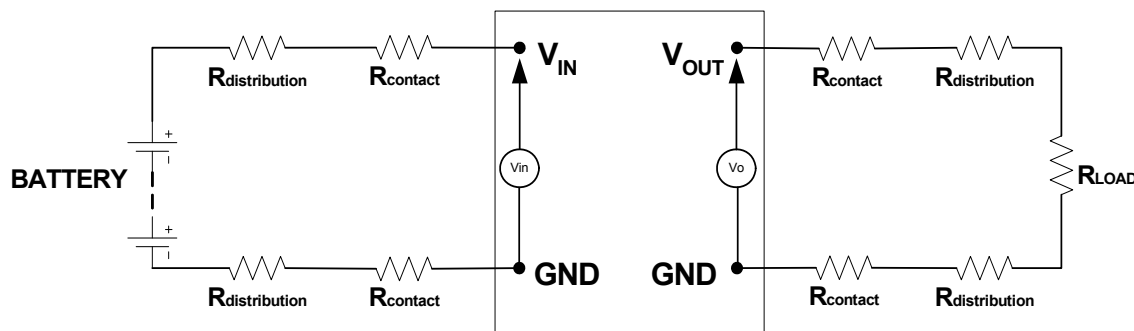 Rdistribution
Rcontact
VIN
VOUT
Rcontact
Rdistribution
+
-
BATTERY
Vin
Vo
RLOAD
+
-
Rdistribution
Rcontact
GND
GND
Rcontact
Rdistribution